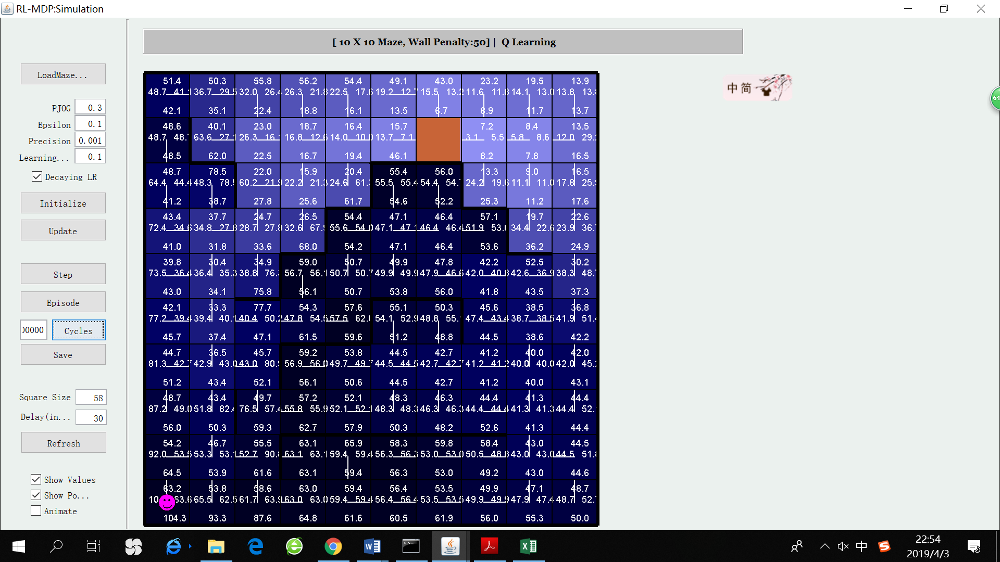 RL-MDP:Simulation
[ 10 X 10 Maze, Wall Penalty:50] | Q Learning
LoadMaze...
PJOG 0.3
Epsilon 0.1
Precision 0.001
Learning... 0.1
Decaying LR
Initialize
Update
Step
Episode
00000 Cycles
Save
Square Size 58
Delay(in... 30
Refresh
Show Values
Show Po...
Animate
51.4 50.3 55.8 56.2 54.4 49.1 43.0 23.2 19.5 13.9
48.7 41.1 36.7 29.5 32.0 26.4 26.3 21.8 22.5 17.6 19.2 12.7 15.5 13.2 11.6 11.8 14.1 13.0 13.8 13.8
42.1 35.1 22.4 18.8 16.1 13.5 6.7 8.9 11.7 13.7
48.6 40.1 23.0 18.7 16.4 15.7 7.2 8.4 13.5
48.7 48.7 63.6 27.1 26.3 16.1 16.8 12.6 14.0 10.0 13.7 7.1 3.1 5.5 5.8 8.6 12.0 29.2
48.5 62.0 22.5 16.7 19.4 46.1 8.2 7.8 16.5
48.7 78.5 22.0 15.9 20.4 55.4 56.0 13.3 9.0 16.5
64.4 44.4 48.3 78.5 60.2 21.9 22.2 21.3 24.6 61.3 55.5 55.4 54.4 54.7 24.2 19.6 11.1 11.0 17.8 25.9
41.2 38.7 27.8 25.6 61.7 54.6 52.2 25.3 11.2 17.6
43.4 37.7 24.7 26.5 54.4 47.1 46.4 57.1 19.7 22.6
72.4 34.6 34.8 27.8 28.7 27.8 32.6 67.9 55.6 54.0 47.1 47.1 46.4 46.4 51.9 53.0 34.4 22.6 23.9 36.7
41.0 31.8 33.6 68.0 54.2 47.1 46.4 53.6 36.2 24.9
39.8 30.4 34.9 59.0 50.7 49.9 47.8 42.2 52.5 30.2
73.5 36.4 36.4 35.3 38.8 76.3 56.7 56.1 50.7 50.7 49.9 49.9 47.9 46.6 42.0 40.8 42.6 36.9 38.3 48.7
43.0 34.1 75.8 56.1 50.7 53.8 56.0 41.8 43.5 37.3
42.1 33.3 77.7 54.3 57.6 55.1 50.3 45.6 38.5 36.8
77.2 39.4 39.4 40.1 40.4 50.2 47.8 54.5 57.5 62.0 54.1 52.9 48.8 55.1 47.4 43.4 38.7 38.5 41.9 51.4
45.7 37.4 47.1 61.5 59.6 51.2 48.8 44.5 38.6 42.2
44.7 36.5 45.7 59.2 53.8 44.5 42.7 41.2 40.0 42.0
81.3 42.7 42.9 43.0 43.0 80.9 56.9 56.0 49.7 49.7 44.5 44.5 42.7 42.7 41.2 41.2 40.0 40.0 42.0 45.2
51.2 43.4 52.1 56.1 50.6 44.5 42.7 41.2 40.0 43.1
48.7 43.4 49.7 57.2 52.1 48.3 46.3 44.4 41.3 44.4
87.2 49.0 51.8 82.4 76.5 57.4 55.8 55.9 52.1 52.1 48.3 48.3 46.3 46.3 44.4 44.4 41.3 41.3 44.4 52.1
56.0 50.3 59.3 62.7 57.9 50.3 48.2 52.6 41.3 44.4
54.2 46.7 55.5 63.1 65.9 58.3 59.8 58.4 43.0 44.5
92.0 53.5 53.3 53.1 52.7 90.8 63.1 63.1 59.4 59.4 56.3 56.3 53.0 53.0 50.5 48.8 43.0 43.0 44.5 51.8
64.5 53.9 61.6 63.1 59.4 56.3 53.0 49.2 43.0 44.6
63.2 53.8 58.6 63.0 59.4 56.4 53.5 49.9 47.1 48.7
10 63.6 65.5 62.5 61.7 63.9 63.0 63.0 59.4 59.4 56.4 56.4 53.5 53.5 49.9 49.9 47.9 47.4 48.7 52.7
104.3 93.3 87.6 64.8 61.6 60.5 61.9 56.0 55.3 50.0
中 简
64
中
22:54
2019/4/3